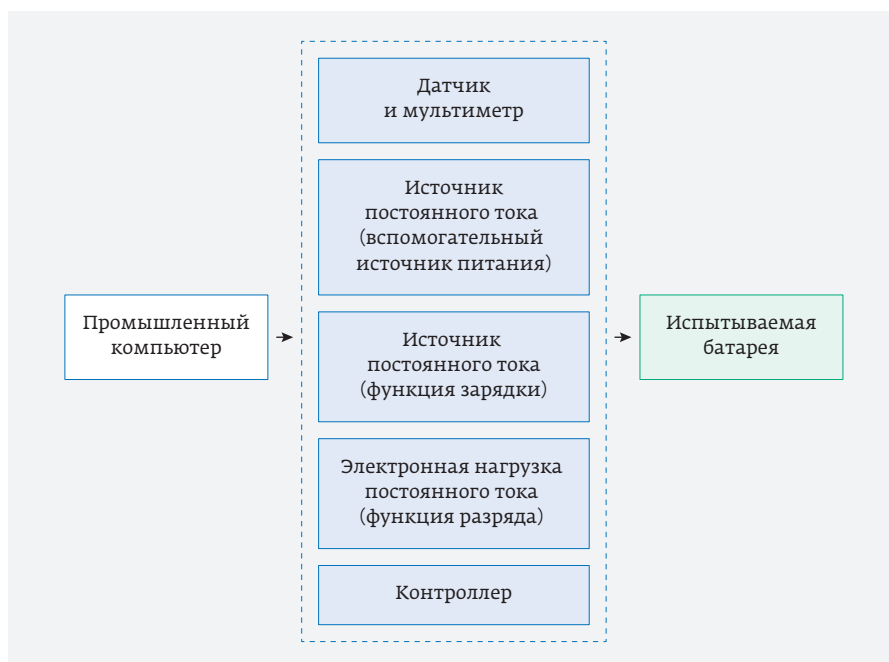 Датчик
и мультиметр
Источник
постоянного тока
(вспомогательный
источник питания)
Промышленный
компьютер
Источник
постоянного тока
(функция зарядки)
Испытываемая
батарея
Электронная нагрузка
постоянного тока
(функция разряда)
Контроллер